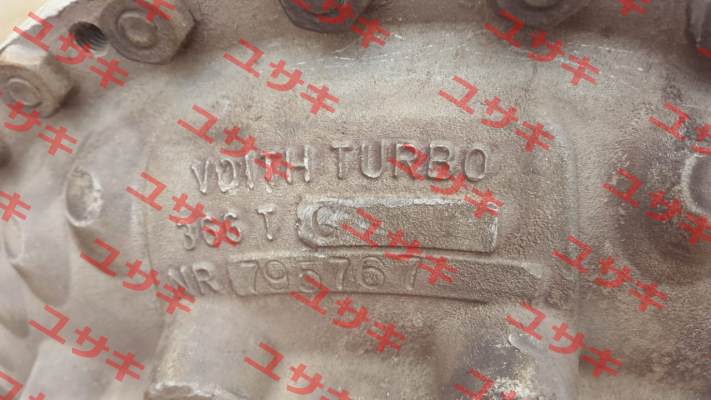 VOITH TURBO
366 T G
NR 793767
ユサキ